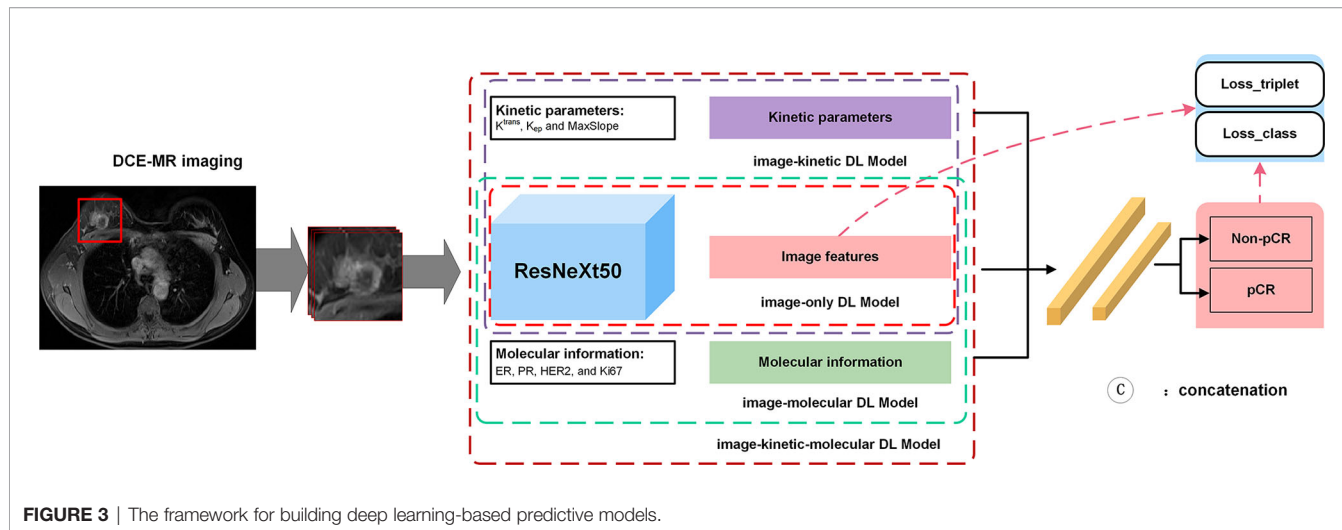 DCE-MR imaging
Kinetic parameters:
K^trans, K_ep and MaxSlope
Kinetic parameters
image-kinetic DL Model
ResNeXt50
Image features
image-only DL Model
Molecular information:
ER, PR, HER2, and Ki67
Molecular information
image-molecular DL Model
image-kinetic-molecular DL Model
Loss_triplet
Loss_class
Non-pCR
pCR
C : concatenation
FIGURE 3 | The framework for building deep learning-based predictive models.